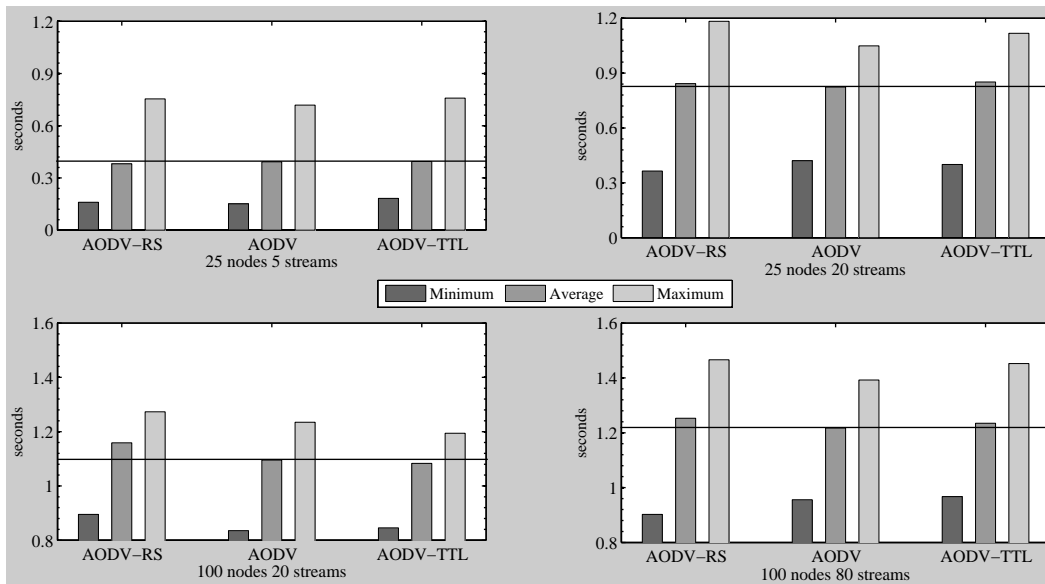 1.2
0.9
0.6
0.3
0
seconds
AODV−RS AODV AODV−TTL
25 nodes 5 streams
1.2
0.9
0.6
0.3
0
seconds
AODV−RS AODV AODV−TTL
25 nodes 20 streams
Minimum Average Maximum
1.6
1.4
1.2
1
0.8
seconds
AODV−RS AODV AODV−TTL
100 nodes 20 streams
1.6
1.4
1.2
1
0.8
seconds
AODV−RS AODV AODV−TTL
100 nodes 80 streams